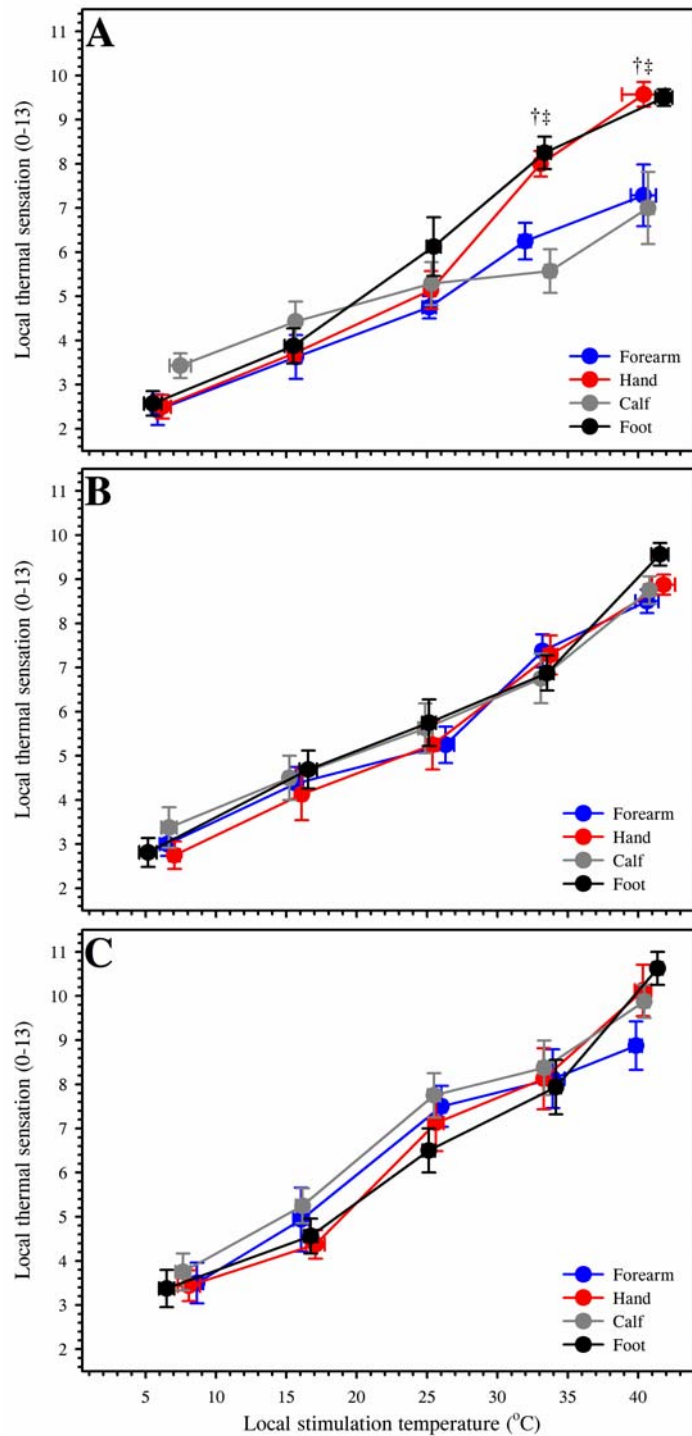 A
†‡
†‡
11
10
9
8
7
6
5
4
3
2
Local thermal sensation (0-13)
Forearm
Hand
Calf
Foot
B
11
10
9
8
7
6
5
4
3
2
Local thermal sensation (0-13)
Forearm
Hand
Calf
Foot
C
11
10
9
8
7
6
5
4
3
2
Local thermal sensation (0-13)
Forearm
Hand
Calf
Foot
5 10 15 20 25 30 35 40
Local stimulation temperature (°C)